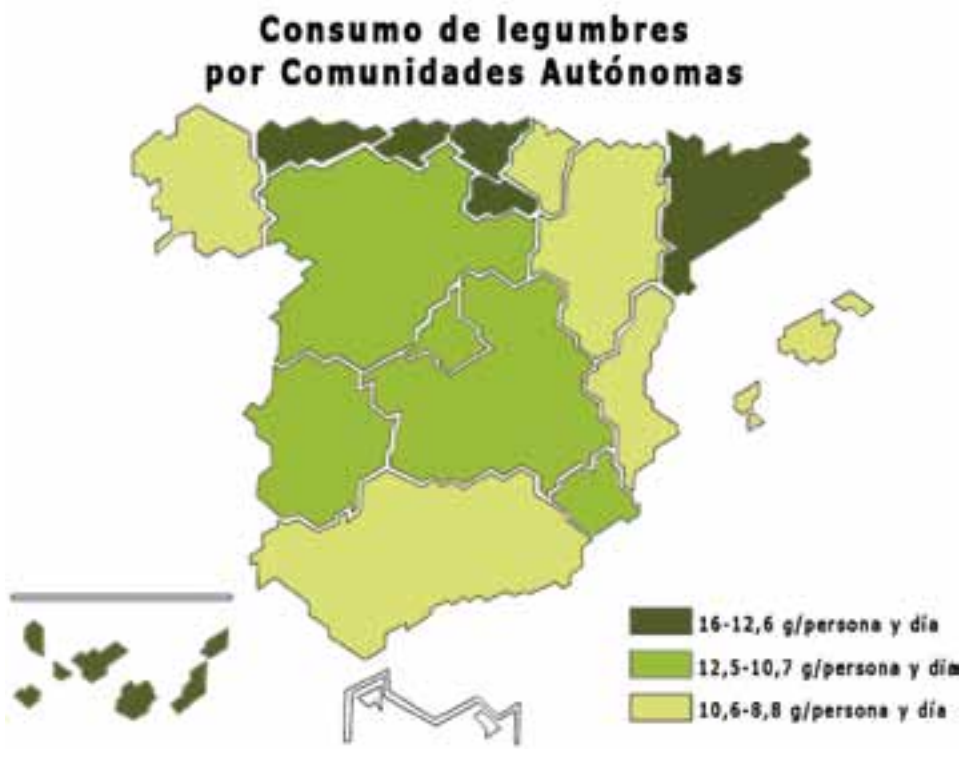 Consumo de legumbres
por Comunidades Autónomas
16-12,6 g/persona y día
12,5-10,7 g/persona y día
10,6-8,8 g/persona y día